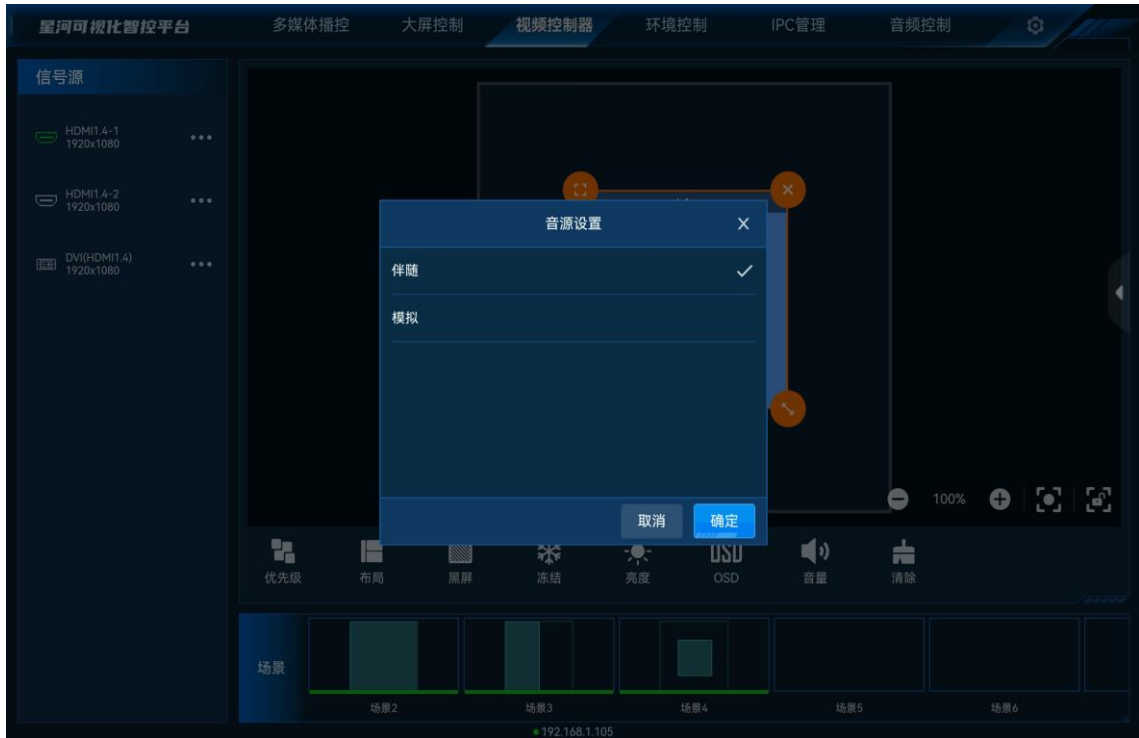 星河可视化智控平台
多媒体播控
大屏控制
视频控制器
环境控制
IPC管理
音频控制
信号源
HDMI1.4-1
1920x1080
HDMI1.4-2
1920x1080
DVI(HDMI1.4)
1920x1080
音源设置
伴随
模拟
取消
确定
100%
优先级
布局
黑屏
冻结
亮度
OSD
OSD
音量
清除
场景
场景2
场景3
场景4
场景5
场景6
192.168.1.105